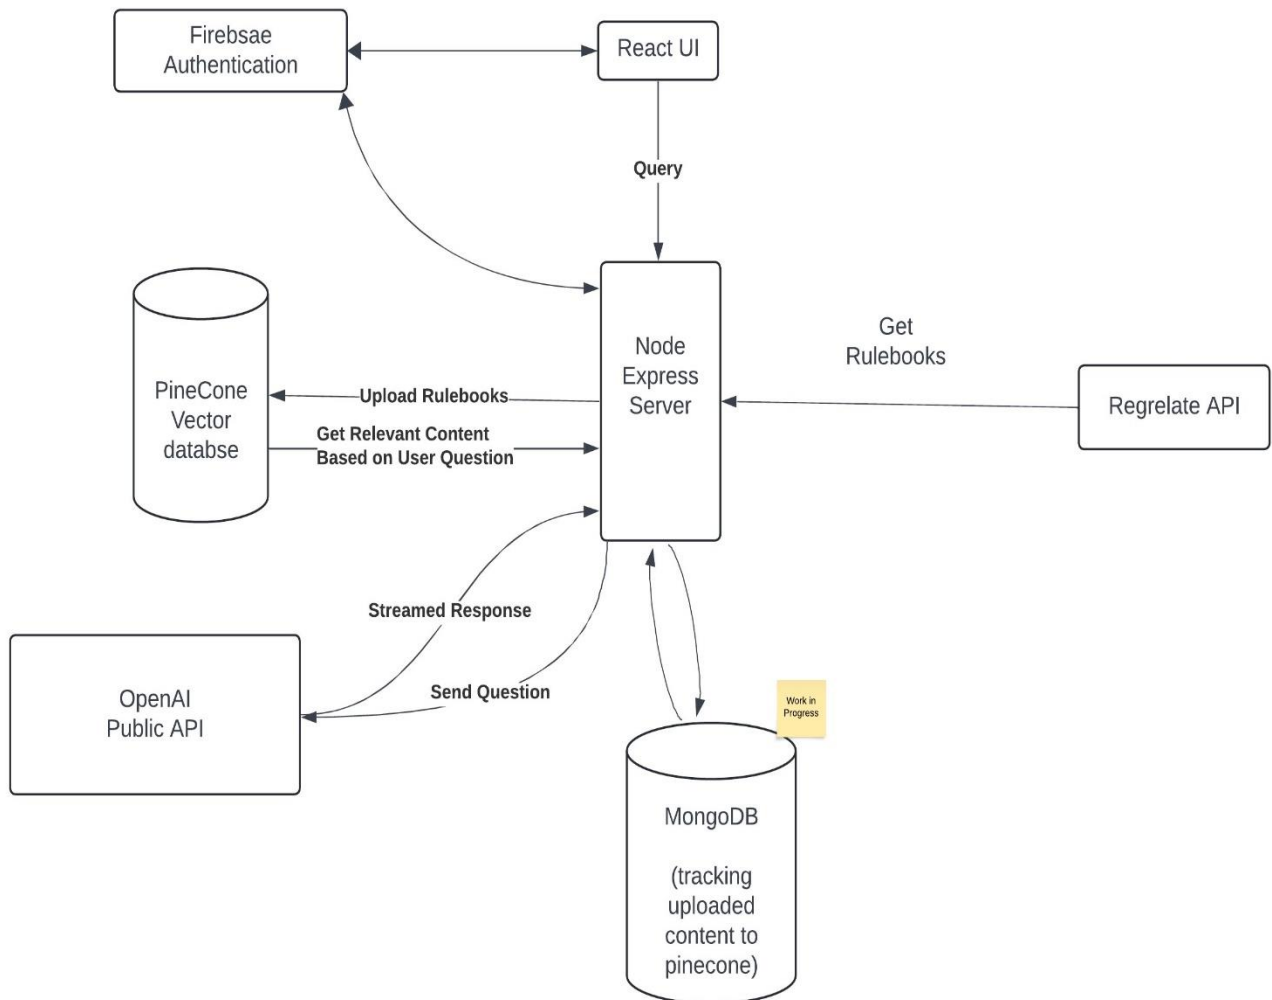 Firebsae
Authentication
React UI
Query
Node
Express
Server
Get
Rulebooks
Regrelate API
PineCone
Vector
databse
Upload Rulebooks
Get Relevant Content
Based on User Question
Streamed Response
Send Question
OpenAI
Public API
Work in
Progress
MongoDB
(tracking
uploaded
content to
pinecone)